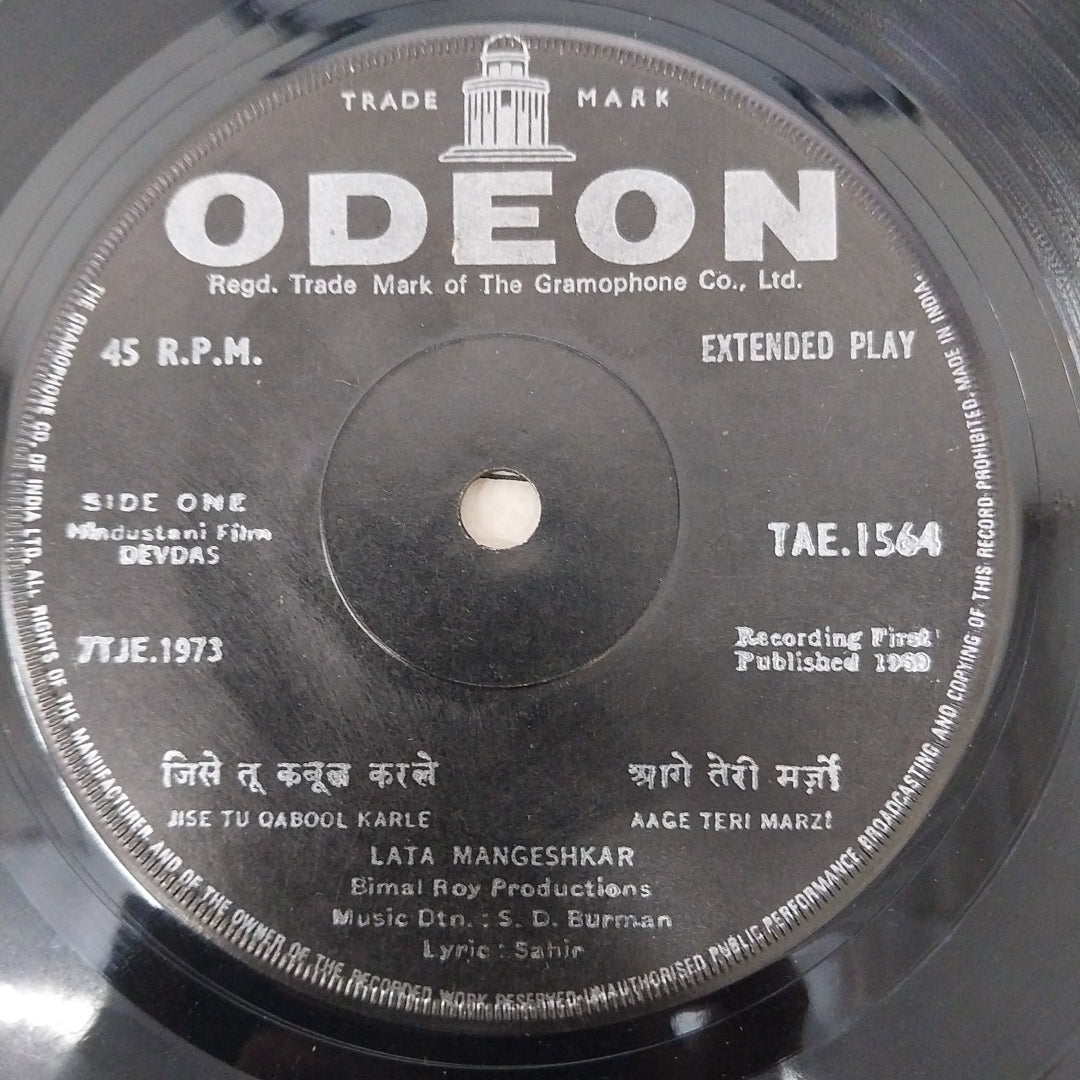 TRADE MARK
ODEON
Regd. Trade Mark of The Gramophone Co., Ltd.
45 R.P.M.
EXTENDED PLAY
SIDE ONE
Hindustani Film
DEVDAS
TAE.1564
7TJE.1973
Recording First
Published
जिसे तू कबूल करले
आगे तेरी मर्ज़ी
JISE TU QABOOL KARLE
AAGE TERI MARZI
LATA MANGESHKAR
Bimal Roy Productions
Music Dtn. : S. D. Burman
Lyric : Sahir
THE GRAMOPHONE CO. OF INDIA LTD. ALL RIGHTS OF THE MANUFACTURER AND OF THE OWNER OF THE RECORDED WORK RESERVED. UNAUTHORISED PUBLIC PERFORMANCE BROADCASTING AND COPYING OF THIS RECORD PROHIBITED. MADE IN INDIA.